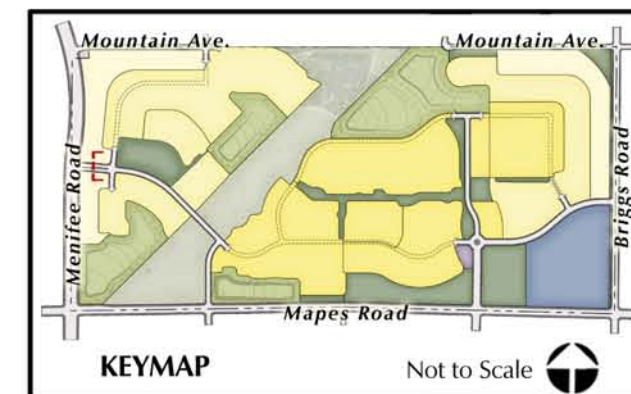 Mountain Ave.
Mountain Ave.
Menifee Road
Briggs Road
Mapes Road
KEYMAP
Not to Scale